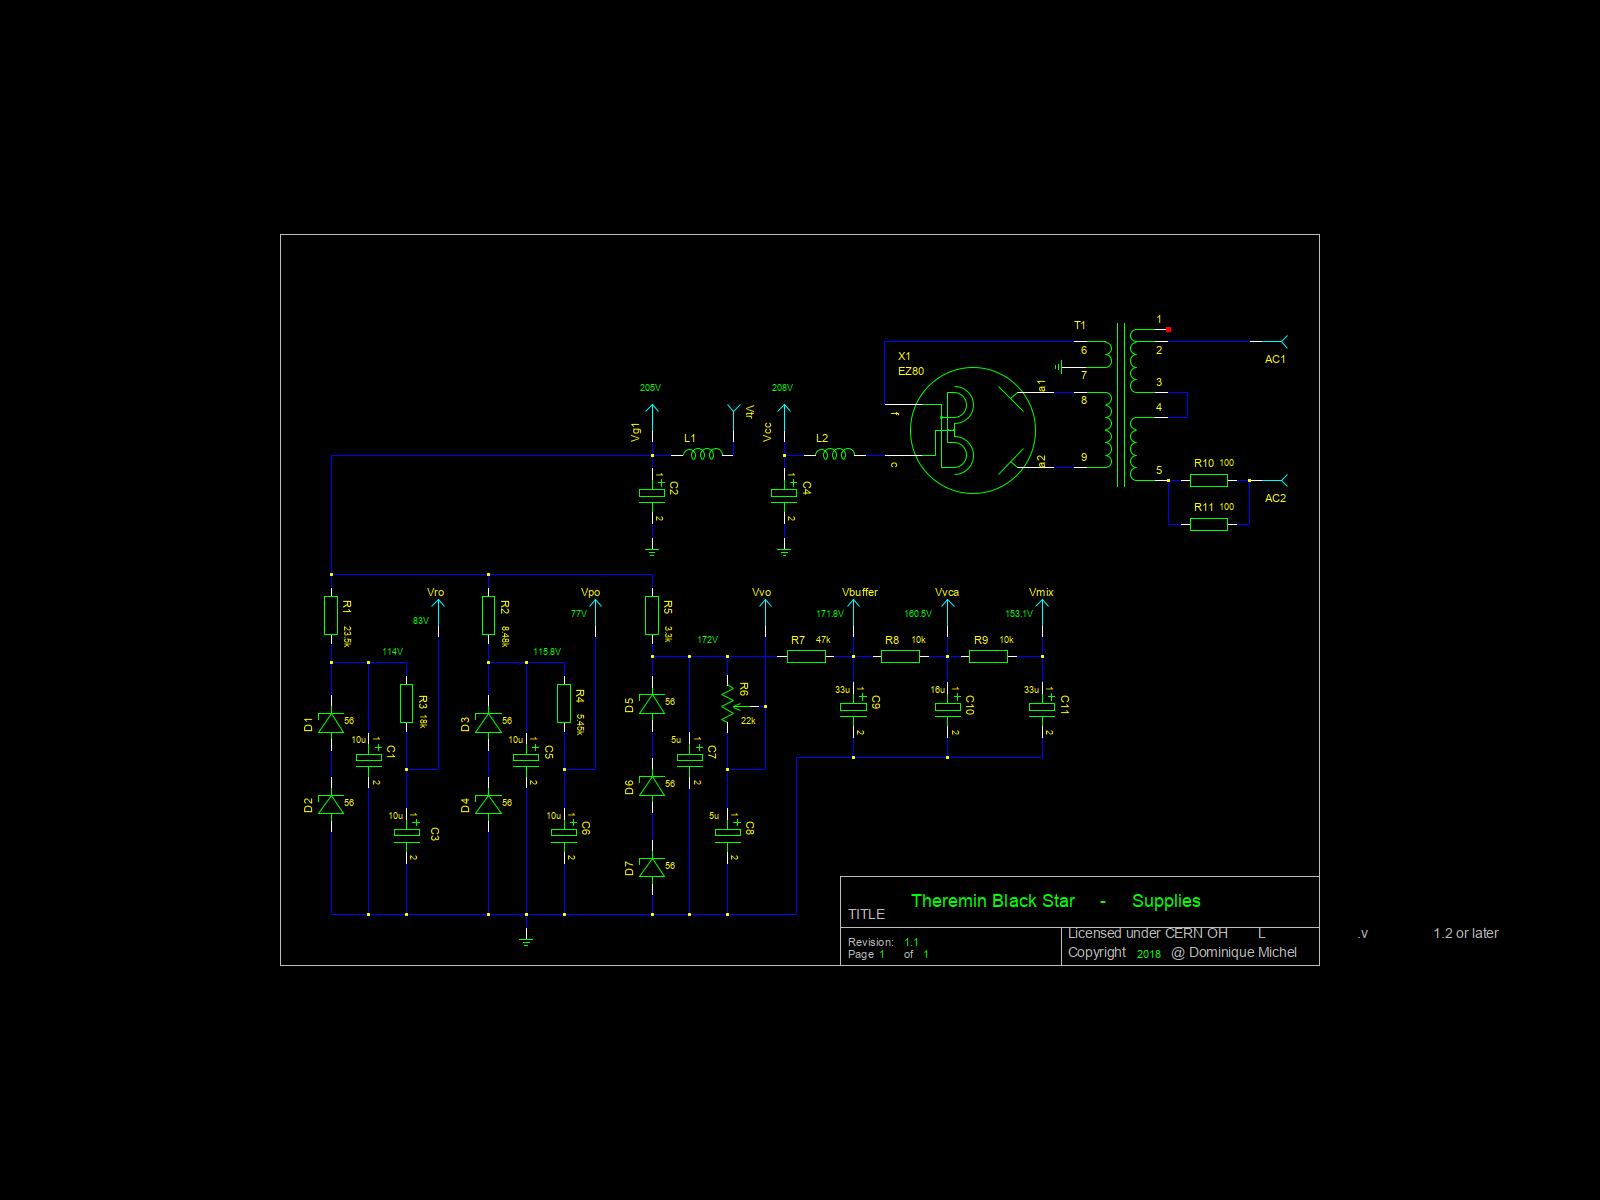 T1
1
6
2
AC1
X1
EZ80
7
a1
3
8
4
205V
208V
Vg1
Vtr
Vcc
f
L1
L2
c
a2
9
5
R10 100
AC2
R11 100
1 + C2
2
1 + C4
2
Vro
Vpo
Vvo
Vbuffer
Vvca
Vmix
R1 23.5k
83V
R2 8.48k
77V
R5 3.3k
171.8V
160.5V
153.1V
114V
115.8V
172V
R7 47k
R8 10k
R9 10k
D1 56
R3 18k
D3 56
R4 5.45k
D5 56
R6 22k
33u 1 + C9
2
16u 1 + C10
2
33u 1 + C11
2
10u 1 + C1
2
10u 1 + C5
2
5u 1 + C7
2
D2 56
D4 56
D6 56
10u 1 + C3
2
10u 1 + C6
2
5u 1 + C8
2
D7 56
TITLE Theremin Black Star - Supplies
Revision: 1.1
Page 1 of 1
Licensed under CERN OH L .v 1.2 or later
Copyright 2018 @ Dominique Michel